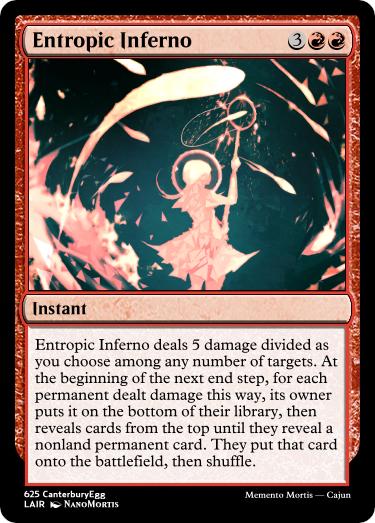 Entropic Inferno 3
Instant
Entropic Inferno deals 5 damage divided as
you choose among any number of targets. At
the beginning of the next end step, for each
permanent dealt damage this way, its owner
puts it on the bottom of their library, then
reveals cards from the top until they reveal a
nonland permanent card. They put that card
onto the battlefield, then shuffle.
625 CanterburyEgg
LAIR NanoMortis
Memento Mortis — Cajun